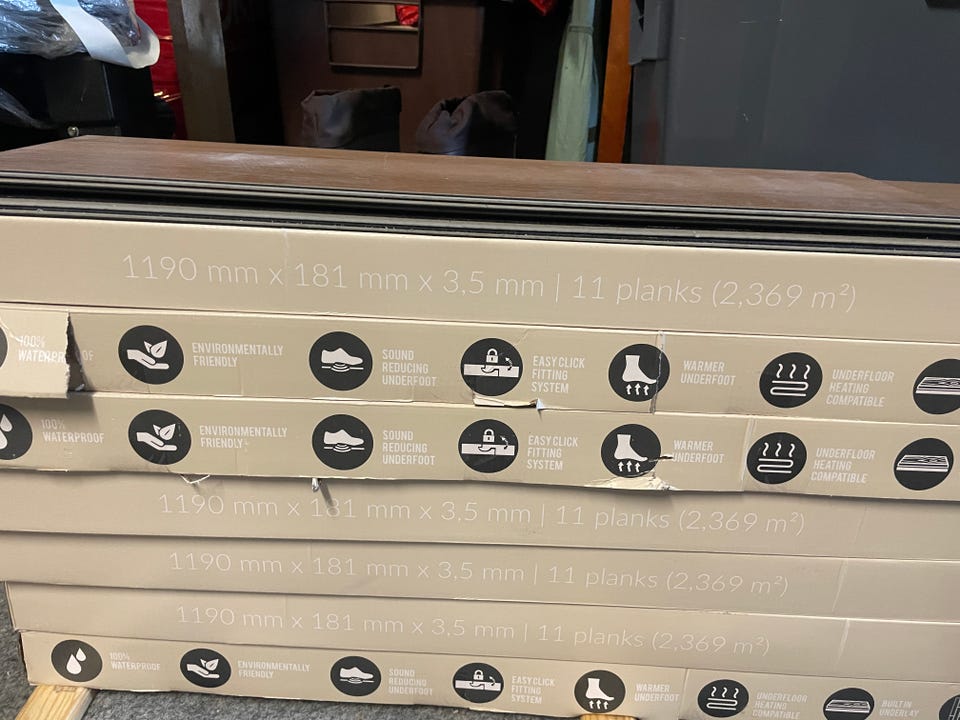 1190 mm x 181 mm x 3,5 mm | 11 planks (2,369 m²)
100%
WATERPROOF
ENVIRONMENTALLY
FRIENDLY
SOUND
REDUCING
UNDERFOOT
EASY CLICK
FITTING
SYSTEM
WARMER
UNDERFOOT
UNDERFLOOR
HEATING
COMPATIBLE
100%
WATERPROOF
ENVIRONMENTALLY
FRIENDLY
SOUND
REDUCING
UNDERFOOT
EASY CLICK
FITTING
SYSTEM
WARMER
UNDERFOOT
UNDERFLOOR
HEATING
COMPATIBLE
1190 mm x 181 mm x 3,5 mm | 11 planks (2,369 m²)
1190 mm x 181 mm x 3,5 mm | 11 planks (2,369 m²)
1190 mm x 181 mm x 3,5 mm | 11 planks (2,369 m²)
100%
WATERPROOF
ENVIRONMENTALLY
FRIENDLY
SOUND
REDUCING
UNDERFOOT
EASY CLICK
FITTING
SYSTEM
WARMER
UNDERFOOT
UNDERFLOOR
HEATING
COMPATIBLE
BUILT IN
UNDERLAY